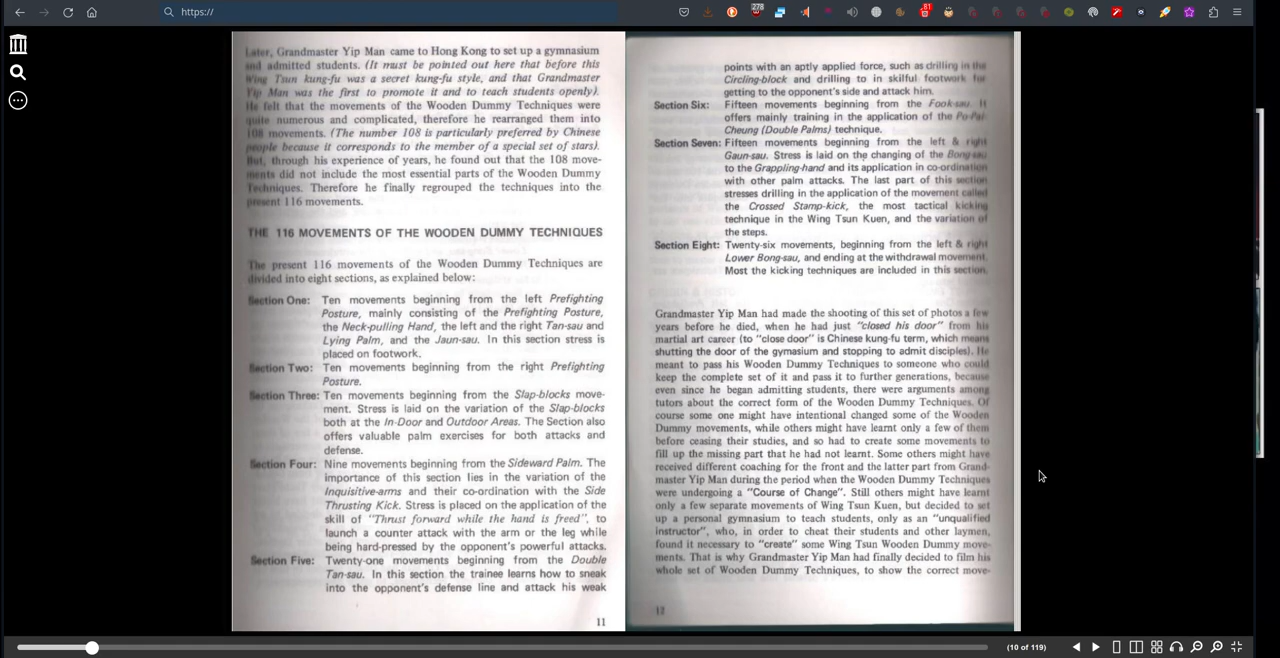 https://
278
81
Later, Grandmaster Yip Man came to Hong Kong to set up a gymnasium
and admitted students. (It must be pointed out here that before this
Wing Tsun kung-fu was a secret kung-fu style, and that Grandmaster
Yip Man was the first to promote it and to teach students openly).
He felt that the movements of the Wooden Dummy Techniques were
quite numerous and complicated, therefore he rearranged them into
108 movements. (The number 108 is particularly preferred by Chinese
people because it corresponds to the member of a special set of stars).
But, through his experience of years, he found out that the 108 move-
ments did not include the most essential parts of the Wooden Dummy
Techniques. Therefore he finally regrouped the techniques into the
present 116 movements.
THE 116 MOVEMENTS OF THE WOODEN DUMMY TECHNIQUES
The present 116 movements of the Wooden Dummy Techniques are
divided into eight sections, as explained below:
Section One: Ten movements beginning from the left Prefighting
Posture, mainly consisting of the Prefighting Posture,
the Neck-pulling Hand, the left and the right Tan-sau and
Lying Palm, and the Jaun-sau. In this section stress is
placed on footwork.
Section Two: Ten movements beginning from the right Prefighting
Posture.
Section Three: Ten movements beginning from the Slap-blocks move-
ment. Stress is laid on the variation of the Slap-blocks
both at the In-Door and Outdoor Areas. The Section also
offers valuable palm exercises for both attacks and
defense.
Section Four: Nine movements beginning from the Sideward Palm. The
importance of this section lies in the variation of the
Inquisitive-arms and their co-ordination with the Side
Thrusting Kick. Stress is placed on the application of the
skill of "Thrust forward while the hand is freed", to
launch a counter attack with the arm or the leg while
being hard-pressed by the opponent's powerful attacks.
Section Five: Twenty-one movements beginning from the Double
Tan-sau. In this section the trainee learns how to sneak
into the opponent's defense line and attack his weak
11
points with an aptly applied force, such as drilling in the
Circling-block and drilling to in skilful footwork for
getting to the opponent's side and attack him.
Section Six: Fifteen movements beginning from the Fook-sau. It
offers mainly training in the application of the Po-Pai-
Cheung (Double Palms) technique.
Section Seven: Fifteen movements beginning from the left & right
Gaun-sau. Stress is laid on the changing of the Bong-sau
to the Grappling-hand and its application in co-ordination
with other palm attacks. The last part of this section
stresses drilling in the application of the movement called
the Crossed Stamp-kick, the most tactical kicking
technique in the Wing Tsun Kuen, and the variation of
the steps.
Section Eight: Twenty-six movements, beginning from the left & right
Lower Bong-sau, and ending at the withdrawal movement.
Most the kicking techniques are included in this section.
Grandmaster Yip Man had made the shooting of this set of photos a few
years before he died, when he had just "closed his door" from his
martial art career (to "close door" is Chinese kung-fu term, which means
shutting the door of the gymasium and stopping to admit disciples). He
meant to pass his Wooden Dummy Techniques to someone who could
keep the complete set of it and pass it to further generations, because
even since he began admitting students, there were arguments among
tutors about the correct form of the Wooden Dummy Techniques. Of
course some one might have intentional changed some of the Wooden
Dummy movements, while others might have learnt only a few of them
before ceasing their studies, and so had to create some movements to
fill up the missing part that he had not learnt. Some others might have
received different coaching for the front and the latter part from Grand-
master Yip Man during the period when the Wooden Dummy Techniques
were undergoing a "Course of Change". Still others might have learnt
only a few separate movements of Wing Tsun Kuen, but decided to set
up a personal gymnasium to teach students, only as an "unqualified
instructor", who, in order to cheat their students and other laymen,
found it necessary to "create" some Wing Tsun Wooden Dummy move-
ments. That is why Grandmaster Yip Man had finally decided to film his
whole set of Wooden Dummy Techniques, to show the correct move-
12
(10 of 119)